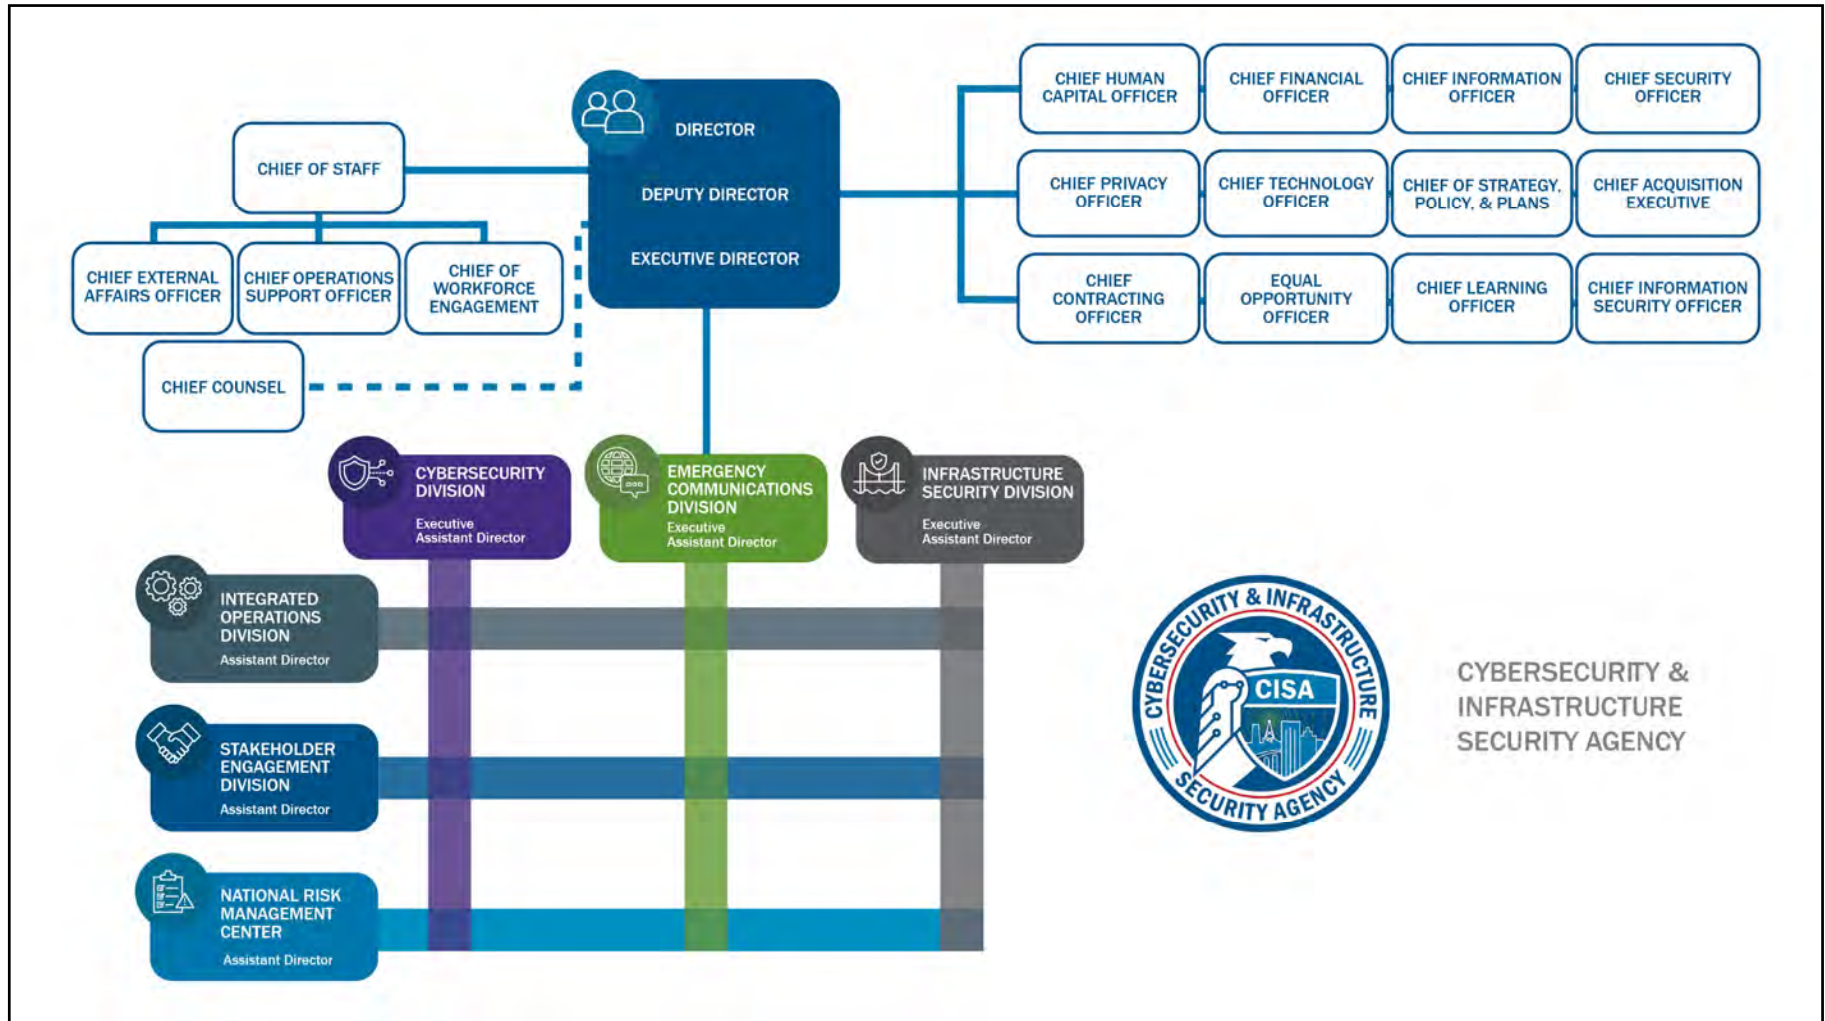 DIRECTOR
DEPUTY DIRECTOR
EXECUTIVE DIRECTOR
CHIEF OF STAFF
CHIEF EXTERNAL
AFFAIRS OFFICER
CHIEF OPERATIONS
SUPPORT OFFICER
CHIEF OF
WORKFORCE
ENGAGEMENT
CHIEF COUNSEL
CHIEF HUMAN
CAPITAL OFFICER
CHIEF FINANCIAL
OFFICER
CHIEF INFORMATION
OFFICER
CHIEF SECURITY
OFFICER
CHIEF PRIVACY
OFFICER
CHIEF TECHNOLOGY
OFFICER
CHIEF OF STRATEGY,
POLICY, & PLANS
CHIEF ACQUISITION
EXECUTIVE
CHIEF
CONTRACTING
OFFICER
EQUAL
OPPORTUNITY
OFFICER
CHIEF LEARNING
OFFICER
CHIEF INFORMATION
SECURITY OFFICER
CYBERSECURITY
DIVISION
Executive
Assistant Director
EMERGENCY
COMMUNICATIONS
DIVISION
Executive
Assistant Director
INFRASTRUCTURE
SECURITY DIVISION
Executive
Assistant Director
INTEGRATED
OPERATIONS
DIVISION
Assistant Director
STAKEHOLDER
ENGAGEMENT
DIVISION
Assistant Director
NATIONAL RISK
MANAGEMENT
CENTER
Assistant Director
CYBERSECURITY & INFRASTRUCTURE
CISA
SECURITY AGENCY
CYBERSECURITY &
INFRASTRUCTURE
SECURITY AGENCY